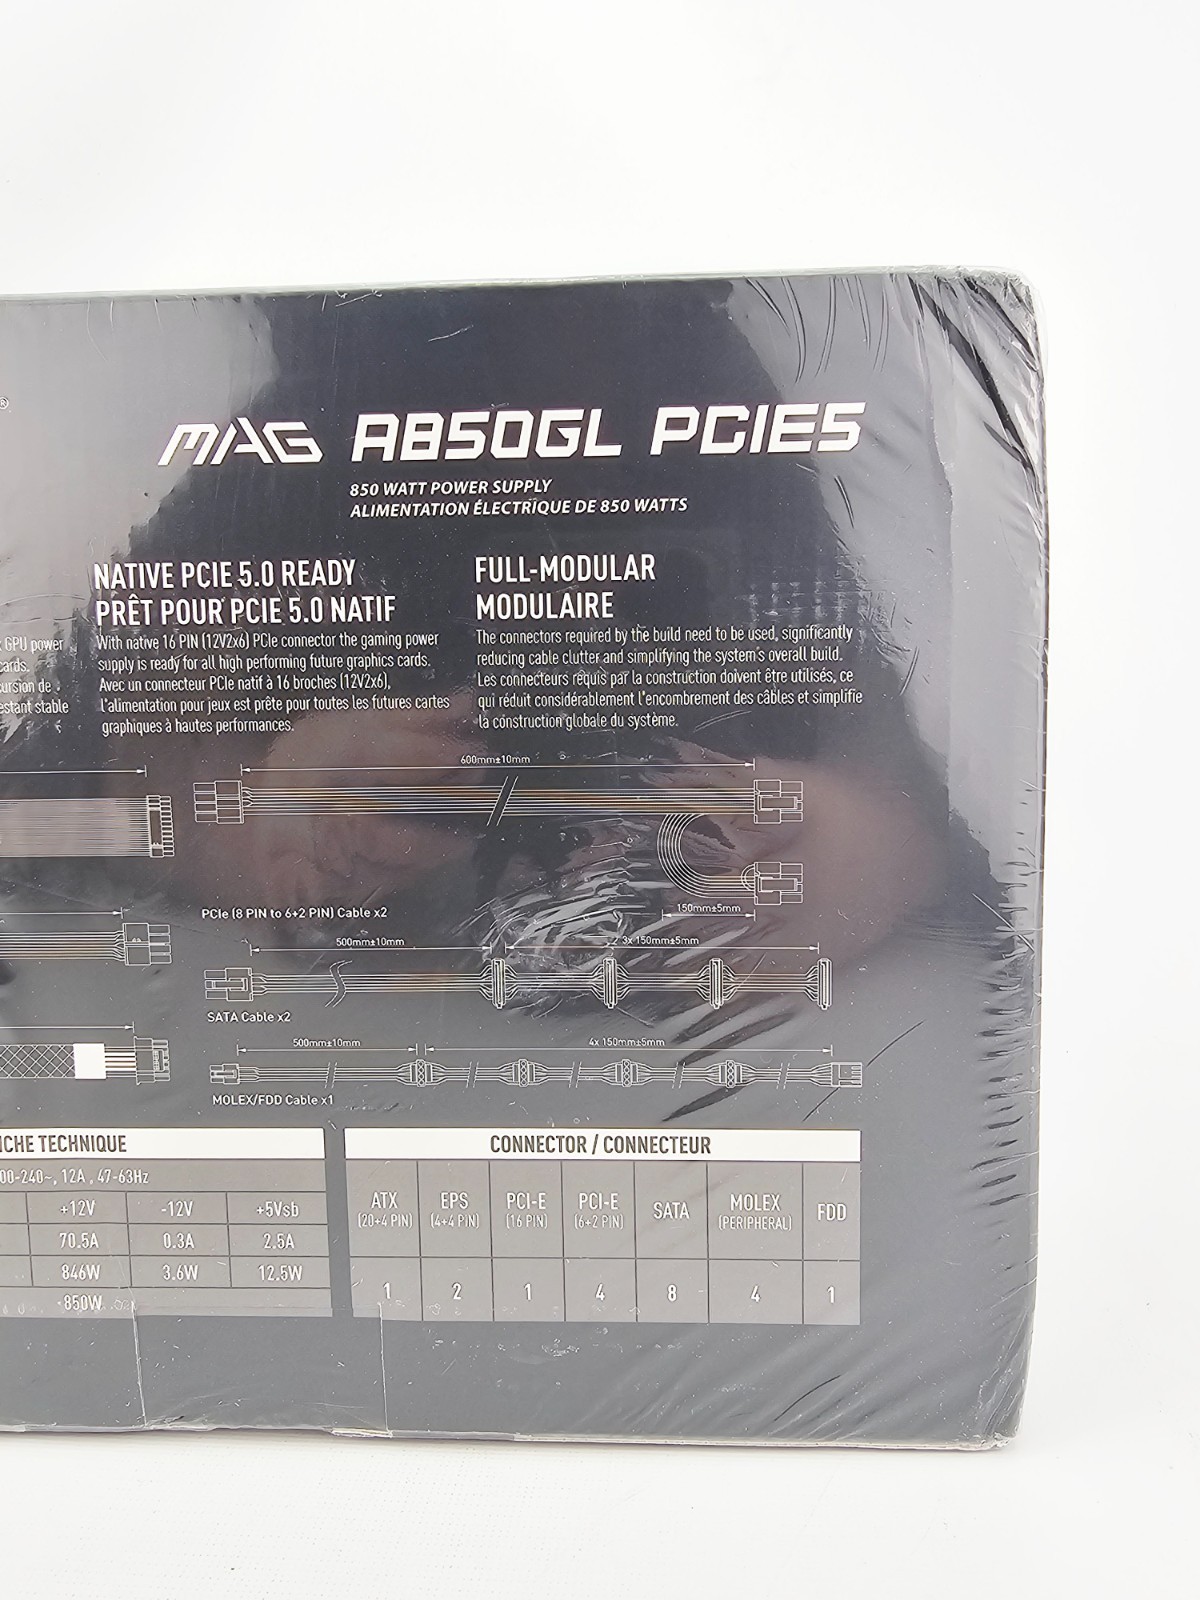 ®
MAG A850GL PCIE5
850 WATT POWER SUPPLY
ALIMENTATION ÉLECTRIQUE DE 850 WATTS
NATIVE PCIE 5.0 READY
PRÊT POUR PCIE 5.0 NATIF
With native 16 PIN (12V2x6) PCIe connector the gaming power
supply is ready for all high performing future graphics cards.
Avec un connecteur PCIe natif à 16 broches (12V2x6),
l'alimentation pour jeux est prête pour toutes les futures cartes
graphiques à hautes performances.
FULL-MODULAR
MODULAIRE
The connectors required by the build need to be used, significantly
reducing cable clutter and simplifying the system's overall build.
Les connecteurs requis par la construction doivent être utilisés, ce
qui réduit considérablement l'encombrement des câbles et simplifie
la construction globale du système.
GPU power
cards.
de
stable
600mm±10mm
150mm±5mm
PCIe (8 PIN to 6+2 PIN) Cable x2
500mm±10mm
3x 150mm±5mm
SATA Cable x2
500mm±10mm
4x 150mm±5mm
MOLEX/FDD Cable x1
TECHNIQUE
00-240~, 12A , 47-63Hz
+12V -12V +5Vsb
70.5A 0.3A 2.5A
846W 3.6W 12.5W
850W
CONNECTOR / CONNECTEUR
ATX EPS PCI-E PCI-E SATA MOLEX FDD
(20+4 PIN) (4+4 PIN) (16 PIN) (6+2 PIN) (PERIPHERAL)
1 2 1 4 8 4 1